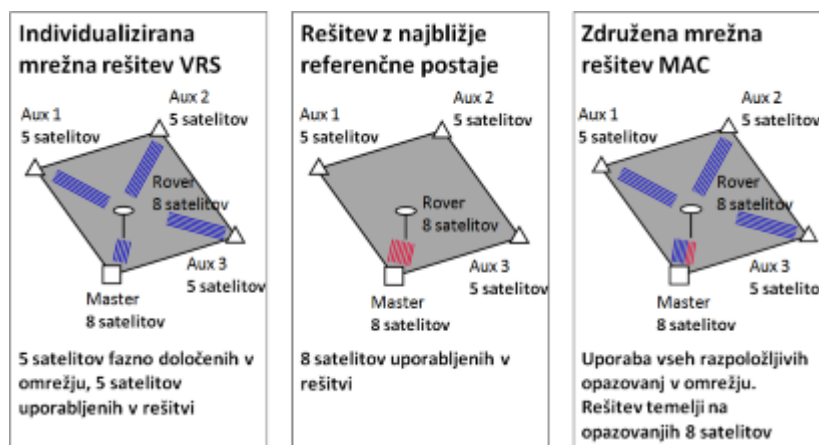 Individualizirana
mrežna rešitev VRS
Aux 2
5 satelitov
Aux 1
5 satelitov
Rover
8 satelitov
Aux 3
5 satelitov
Master
8 satelitov
5 satelitov fazno določenih v
omrežju, 5 satelitov
uporabljenih v rešitvi
Rešitev z najbližje
referenčne postaje
Aux 2
5 satelitov
Aux 1
5 satelitov
Rover
8 satelitov
Aux 3
5 satelitov
Master
8 satelitov
8 satelitov uporabljenih v
rešitvi
Združena mrežna
rešitev MAC
Aux 2
5 satelitov
Aux 1
5 satelitov
Rover
8 satelitov
Aux 3
5 satelitov
Master
8 satelitov
Uporaba vseh razpoložljivih
opazovanj v omrežju.
Rešitev temelji na
opazovanjih 8 satelitov